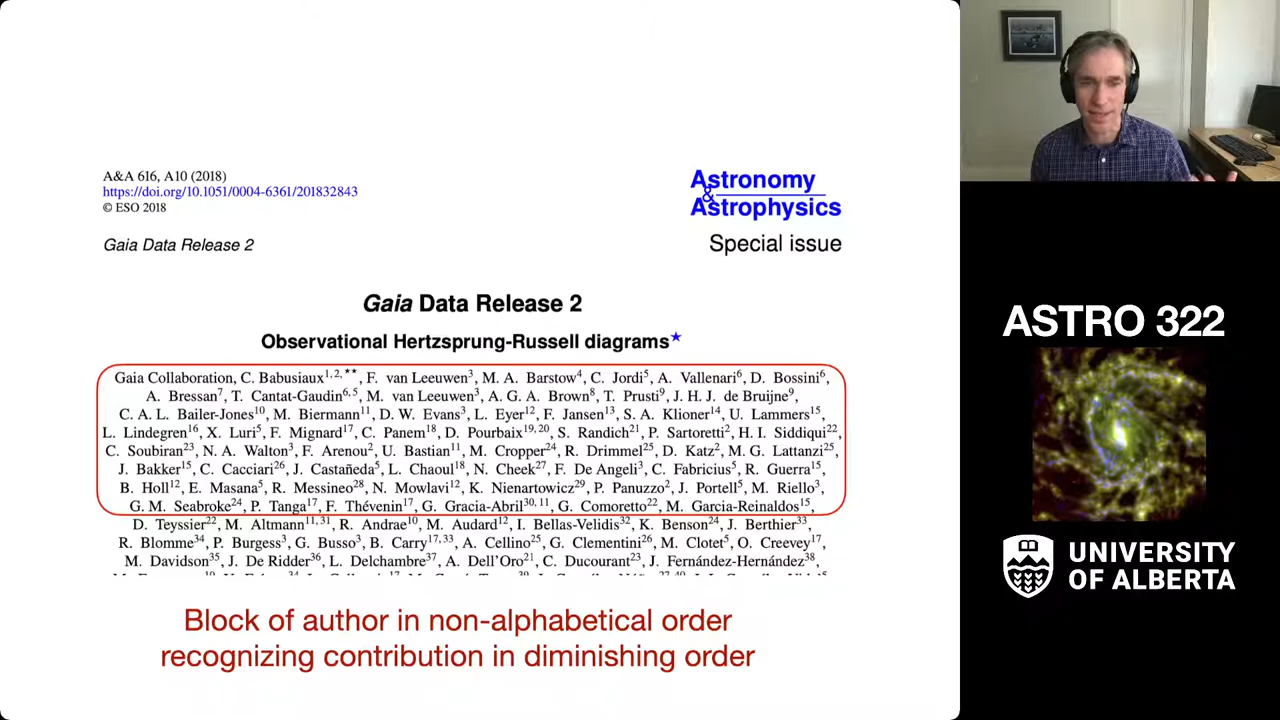 A&A 616, A10 (2018)
https://doi.org/10.1051/0004-6361/201832843
© ESO 2018
Astronomy
&
Astrophysics
Gaia Data Release 2
Special issue
Gaia Data Release 2
Observational Hertzsprung-Russell diagrams★
Gaia Collaboration, C. Babusiaux1,2,★★, F. van Leeuwen3, M. A. Barstow4, C. Jordi5, A. Vallenari6, D. Bossini6,
A. Bressan7, T. Cantat-Gaudin6,5, M. van Leeuwen3, A. G. A. Brown8, T. Prusti9, J. H. J. de Bruijne9,
C. A. L. Bailer-Jones10, M. Biermann11, D. W. Evans3, L. Eyer12, F. Jansen13, S. A. Klioner14, U. Lammers15,
L. Lindegren16, X. Luri5, F. Mignard17, C. Panem18, D. Pourbaix19,20, S. Randich21, P. Sartoretti2, H. I. Siddiqui22,
C. Soubiran23, N. A. Walton3, F. Arenou2, U. Bastian11, M. Cropper24, R. Drimmel25, D. Katz2, M. G. Lattanzi25,
J. Bakker15, C. Cacciari26, J. Castañeda5, L. Chaoul18, N. Cheek27, F. De Angeli3, C. Fabricius5, R. Guerra15,
B. Holl12, E. Masana5, R. Messineo28, N. Mowlavi12, K. Nienartowicz29, P. Panuzzo2, J. Portell5, M. Riello3,
G. M. Seabroke24, P. Tanga17, F. Thévenin17, G. Gracia-Abril30,11, G. Comoretto22, M. Garcia-Reinaldos15,
D. Teyssier22, M. Altmann11,31, R. Andrae10, M. Audard12, I. Bellas-Velidis32, K. Benson24, J. Berthier33,
R. Blomme34, P. Burgess3, G. Busso3, B. Carry17,33, A. Cellino25, G. Clementini26, M. Clotet5, O. Creevey17,
M. Davidson35, J. De Ridder36, L. Delchambre37, A. Dell'Oro21, C. Ducourant23, J. Fernández-Hernández38,
Block of author in non-alphabetical order
recognizing contribution in diminishing order
ASTRO 322
UNIVERSITY
OF ALBERTA